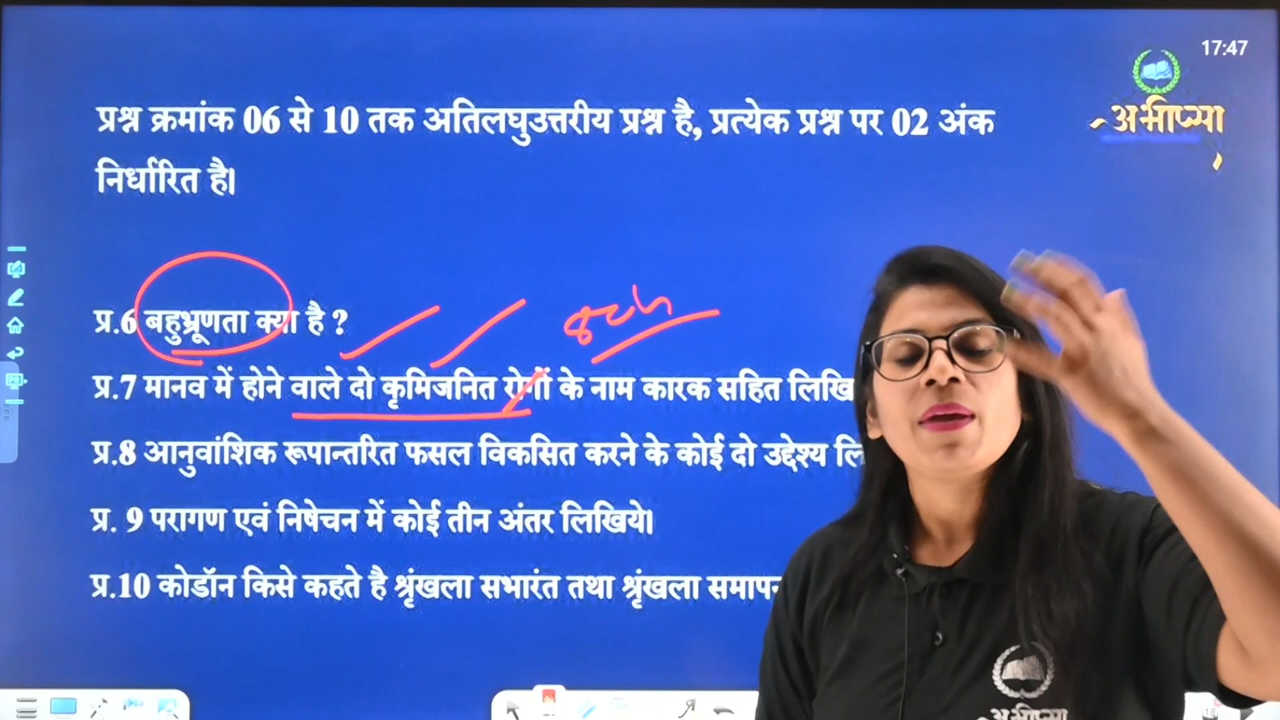 17:47
अभीप्सा
प्रश्न क्रमांक 06 से 10 तक अतिलघुउत्तरीय प्रश्न है, प्रत्येक प्रश्न पर 02 अंक
निर्धारित है।
प्र.6 बहुभ्रूणता क्या है ?
प्र.7 मानव में होने वाले दो कृमिजनित रोगों के नाम कारक सहित लिखि
प्र.8 आनुवांशिक रूपान्तरित फसल विकसित करने के कोई दो उद्देश्य लि
प्र. 9 परागण एवं निषेचन में कोई तीन अंतर लिखिये।
प्र.10 कोडॉन किसे कहते है श्रृंखला सभारंत तथा श्रृंखला समापन
अभीप्सा